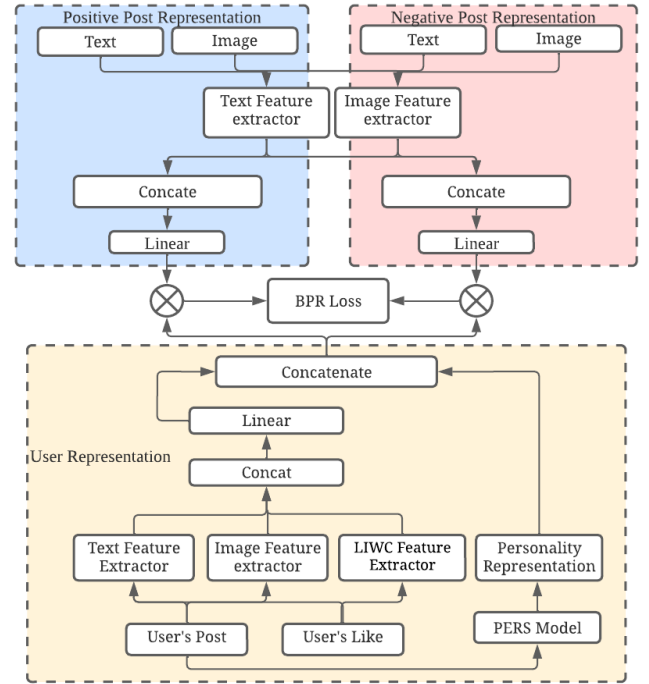 Positive Post Representation
Negative Post Representation
Text
Image
Text
Image
Text Feature
extractor
Image Feature
extractor
Concate
Concate
Linear
Linear
BPR Loss
Concatenate
Linear
User Representation
Concat
Text Feature
Extractor
Image Feature
extractor
LIWC Feature
Extractor
Personality
Representation
User's Post
User's Like
PERS Model